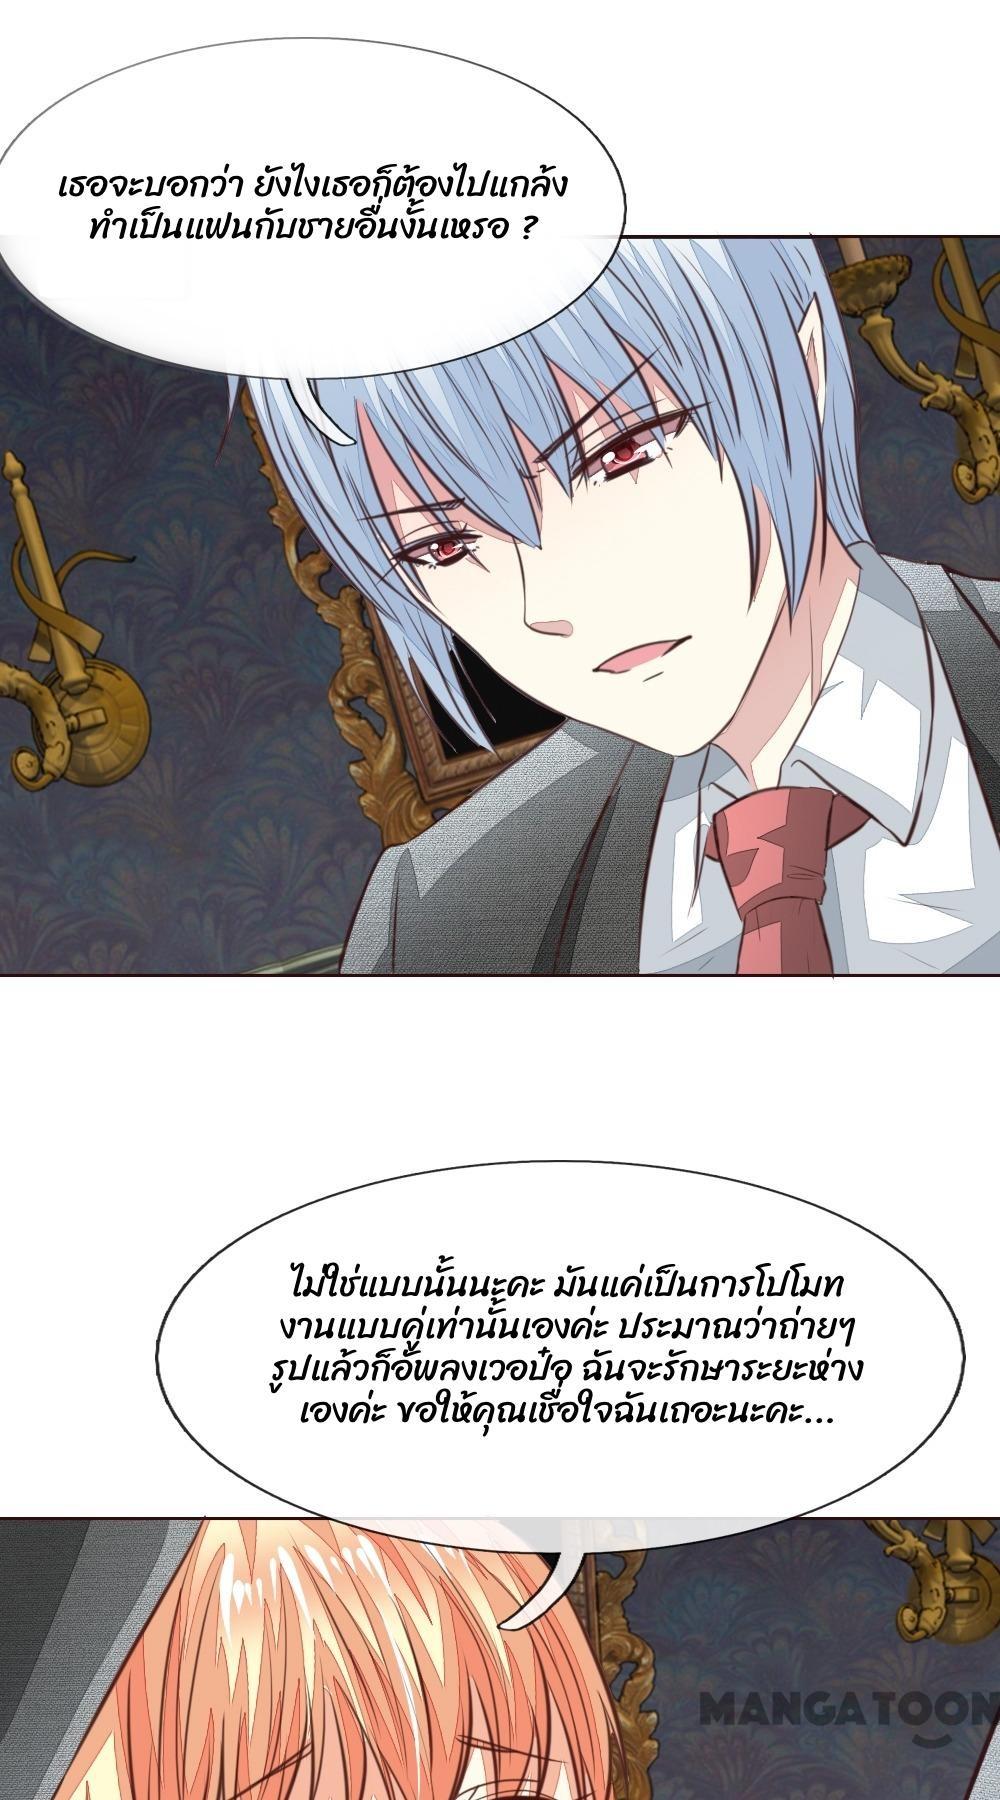 เธอจะบอกว่า ยังไงเธอก็ต้องไปแกล้ง
ทำเป็นแฟนกับชายอื่นงั้นเหรอ ?
ไม่ใช่แบบนั้นนะคะ มันแค่เป็นการโปโมท
งานแบบคู่เท่านั้นเองค่ะ ประมาณว่าถ่ายๆ
รูปแล้วก็อัพลงเวอป๋อ ฉันจะรักษาระยะห่าง
เองค่ะ ขอให้คุณเชื่อใจฉันเถอะนะคะ...
MANGA TOON